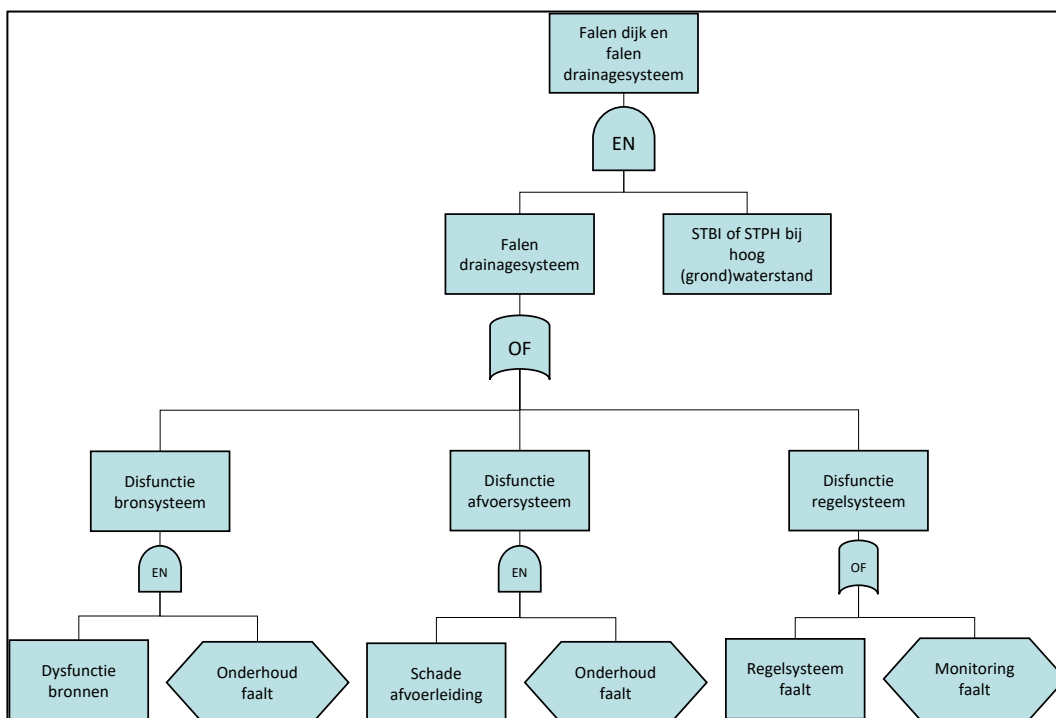 Falen dijk en
falen
drainagesysteem
EN
Falen
drainagesysteem
STBI of STPH bij
hoog
(grond)waterstand
OF
Disfunctie
bronsysteem
Disfunctie
afvoersysteem
Disfunctie
regelsysteem
EN
EN
OF
Dysfunctie
bronnen
Onderhoud
faalt
Schade
afvoerleiding
Onderhoud
faalt
Regelsysteem
faalt
Monitoring
faalt